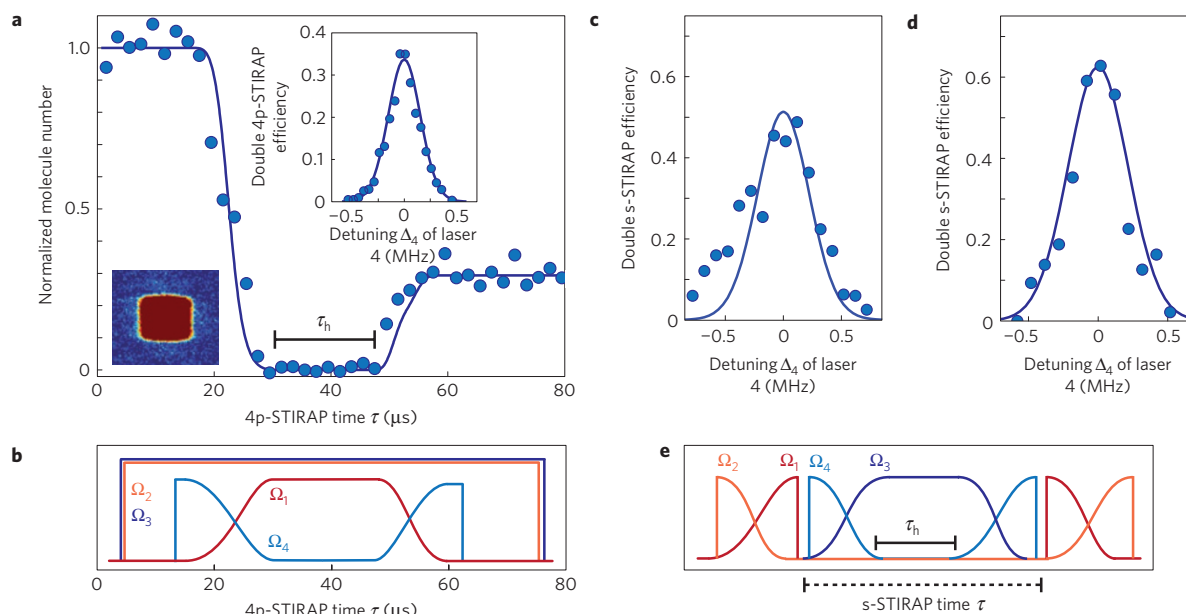 a
Normalized molecule number
1.0
0.5
0
0
20
40
60
80
4p-STIRAP time τ (μs)
τh
Double 4p-STIRAP
efficiency
0.4
0.3
0.2
0.1
0
−0.5
0
0.5
Detuning Δ4 of laser
4 (MHz)
c
Double s-STIRAP efficiency
0.6
0.4
0.2
0
−0.5
0
0.5
Detuning Δ4 of laser
4 (MHz)
d
Double s-STIRAP efficiency
0.6
0.4
0.2
0
−0.5
0
0.5
Detuning Δ4 of laser
4 (MHz)
b
Ω2
Ω3
Ω1
Ω4
0
20
40
60
80
4p-STIRAP time τ (μs)
e
Ω2
Ω1
Ω4
Ω3
τh
s-STIRAP time τ